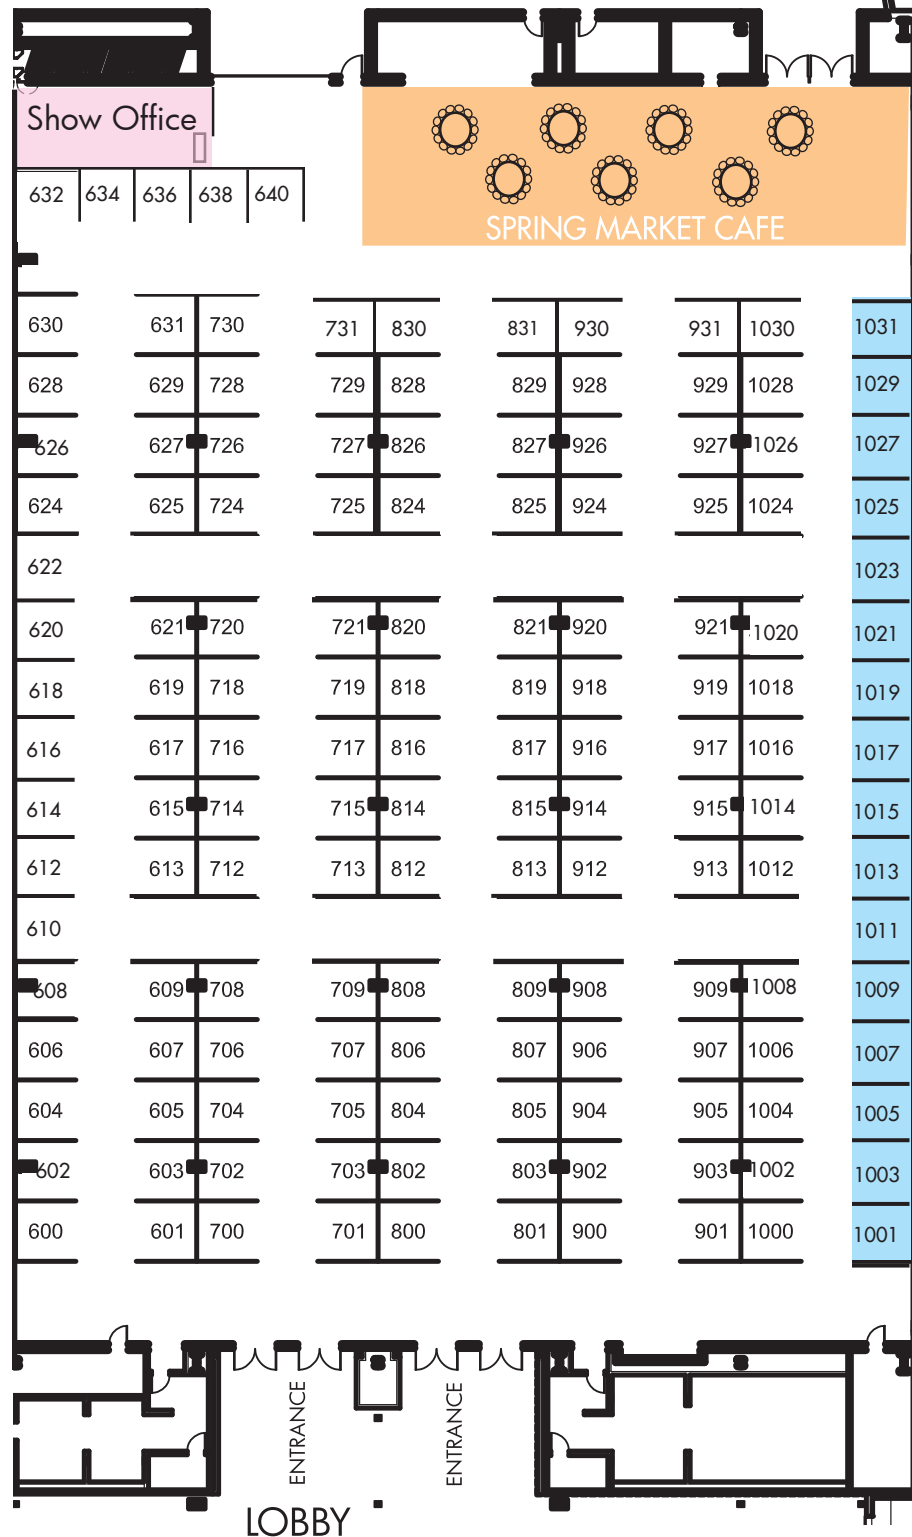 Show Office
632 634 636 638 640
SPRING MARKET CAFE
630 631 730 731 830 831 930 931 1030 1031
628 629 728 729 828 829 928 929 1028 1029
626 627 726 727 826 827 926 927 1026 1027
624 625 724 725 824 825 924 925 1024 1025
622 1023
620 621 720 721 820 821 920 921 1020 1021
618 619 718 719 818 819 918 919 1018 1019
616 617 716 717 816 817 916 917 1016 1017
614 615 714 715 814 815 914 915 1014 1015
612 613 712 713 812 813 912 913 1012 1013
610 1011
608 609 708 709 808 809 908 909 1008 1009
606 607 706 707 806 807 906 907 1006 1007
604 605 704 705 804 805 904 905 1004 1005
602 603 702 703 802 803 902 903 1002 1003
600 601 700 701 800 801 900 901 1000 1001
ENTRANCE
ENTRANCE
LOBBY